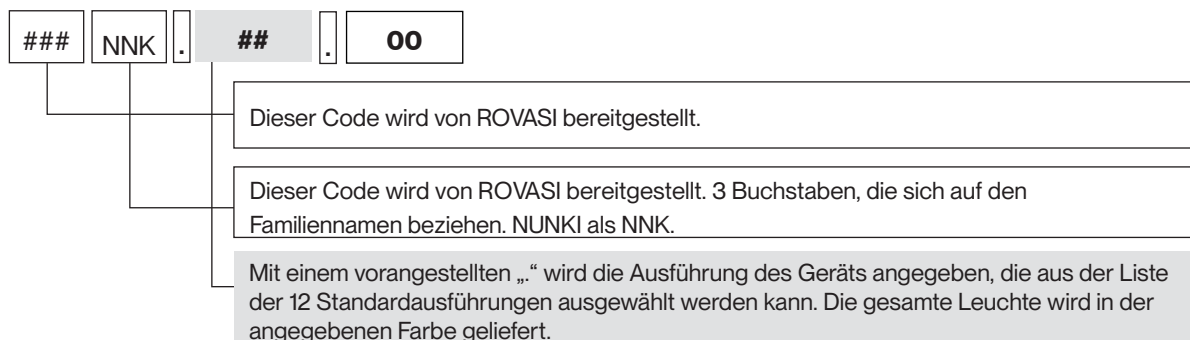 ### NNK . ## . 00
Dieser Code wird von ROVASI bereitgestellt.
Dieser Code wird von ROVASI bereitgestellt. 3 Buchstaben, die sich auf den
Familiennamen beziehen. NUNKI als NNK.
Mit einem vorangestellten „.“ wird die Ausführung des Geräts angegeben, die aus der Liste
der 12 Standardausführungen ausgewählt werden kann. Die gesamte Leuchte wird in der
angegebenen Farbe geliefert.